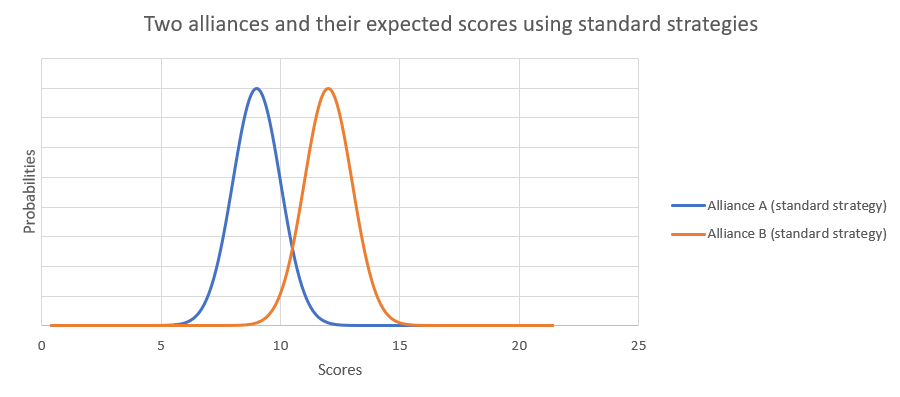 Two alliances and their expected scores using standard strategies
Probabilities
0 5 10 15 20 25
Scores
Alliance A (standard strategy)
Alliance B (standard strategy)